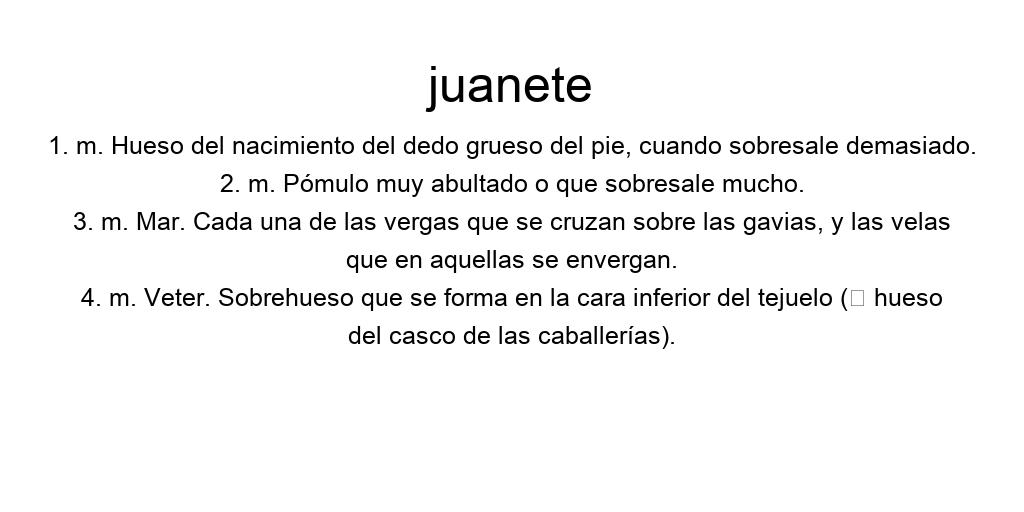 juanete
1. m. Hueso del nacimiento del dedo grueso del pie, cuando sobresale demasiado.
2. m. Pómulo muy abultado o que sobresale mucho.
3. m. Mar. Cada una de las vergas que se cruzan sobre las gavias, y las velas
que en aquellas se envergan.
4. m. Veter. Sobrehueso que se forma en la cara inferior del tejuelo (□ hueso
del casco de las caballerías).